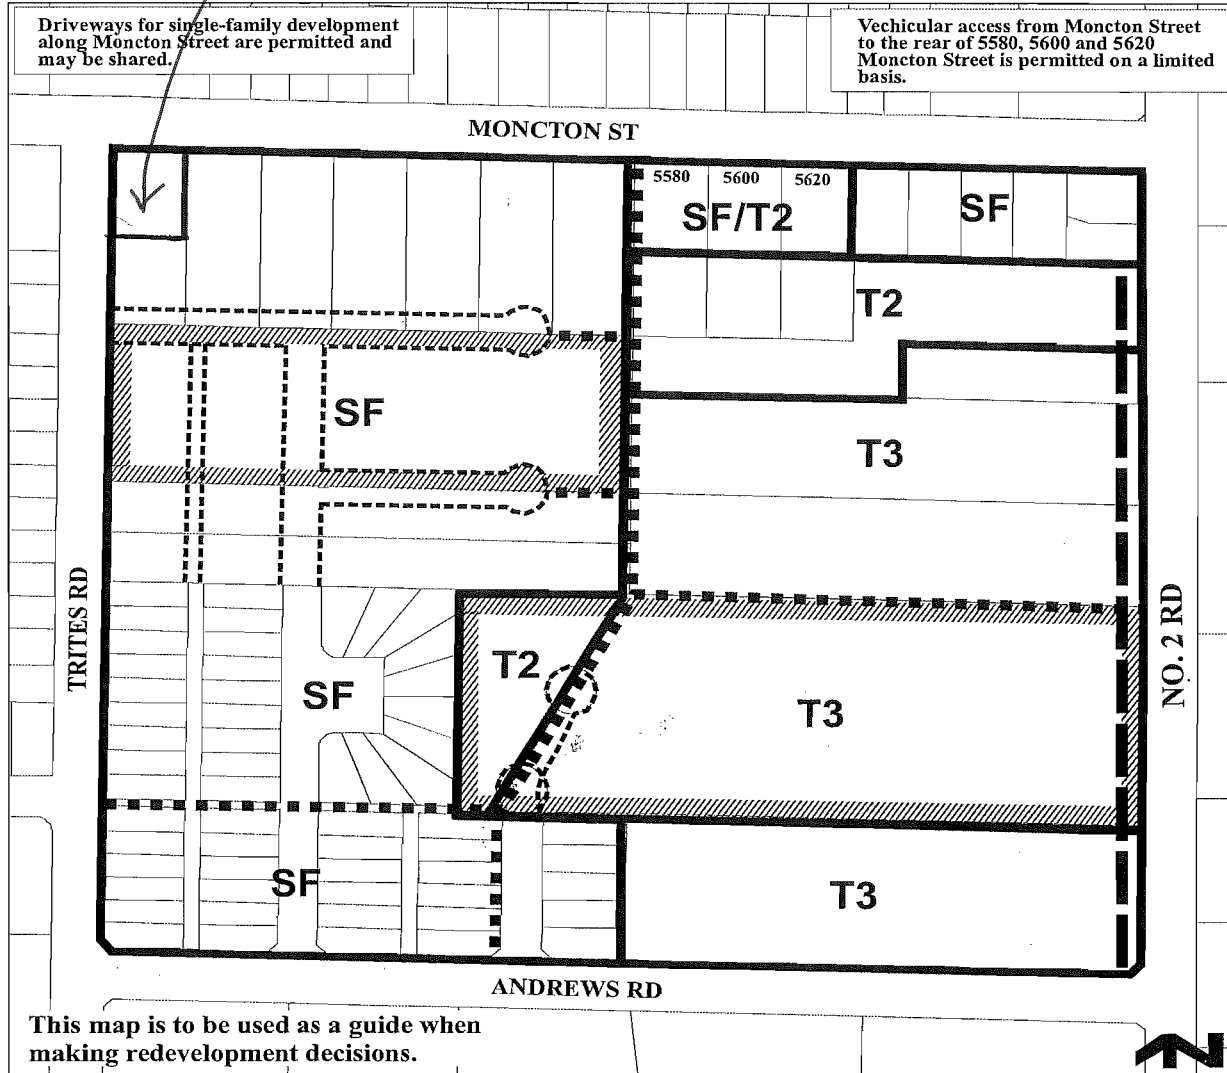 Driveways for single-family development
along Moncton Street are permitted and
may be shared.
Vechicular access from Moncton Street
to the rear of 5580, 5600 and 5620
Moncton Street is permitted on a limited
basis.
MONCTON ST
5580 5600 5620
SF/T2
SF
T2
SF
T3
TRITES RD
NO. 2 RD
T2
SF
T3
SF
T3
ANDREWS RD
This map is to be used as a guide when
making redevelopment decisions.
N